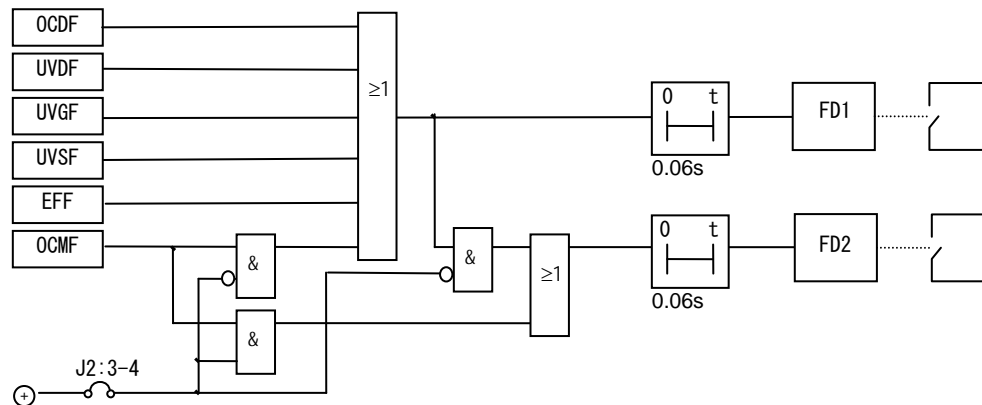 OCDF
UVDF
UVGF
UVSF
EFF
OCMF
≥1
0 t
0.06s
FD1
&
&
&
≥1
0 t
0.06s
FD2
J2:3-4
+